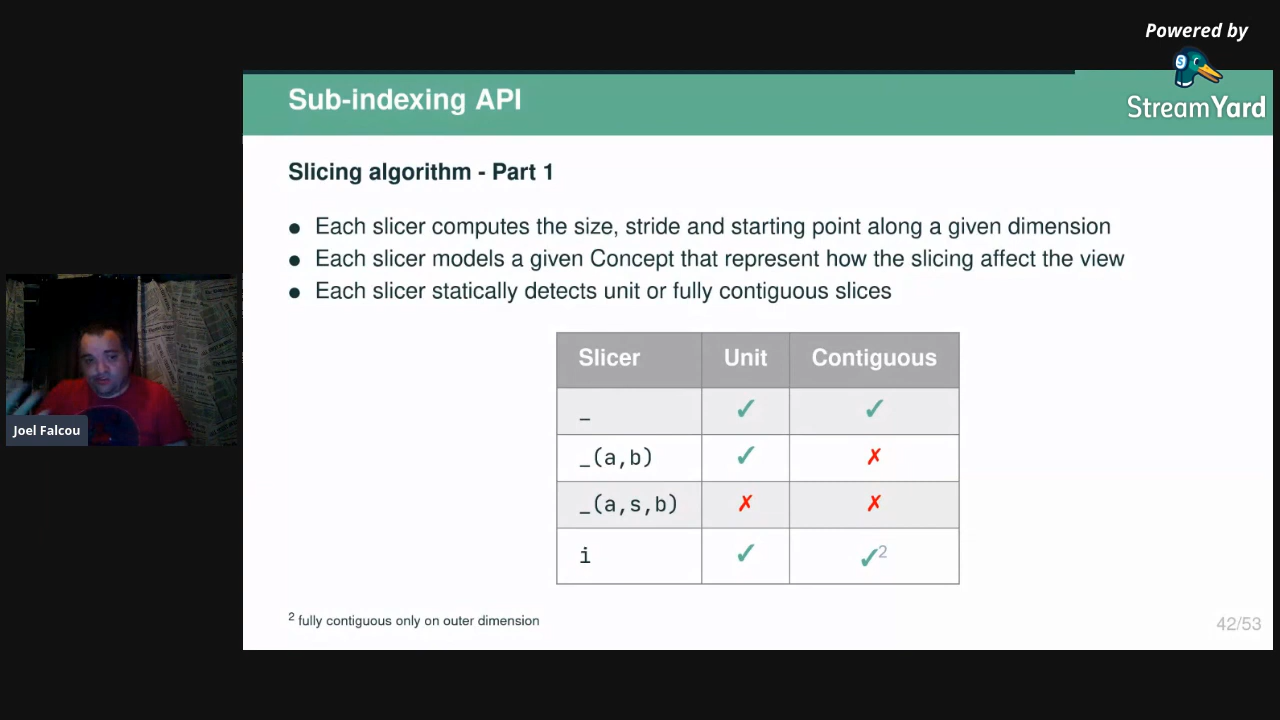 Powered by
StreamYard
Sub-indexing API
Slicing algorithm - Part 1
● Each slicer computes the size, stride and starting point along a given dimension
● Each slicer models a given Concept that represent how the slicing affect the view
● Each slicer statically detects unit or fully contiguous slices
Slicer Unit Contiguous
_ ✓ ✓
_(a,b) ✓ ✗
_(a,s,b) ✗ ✗
i ✓ ✓2
2 fully contiguous only on outer dimension
42/53
Joel Falcou